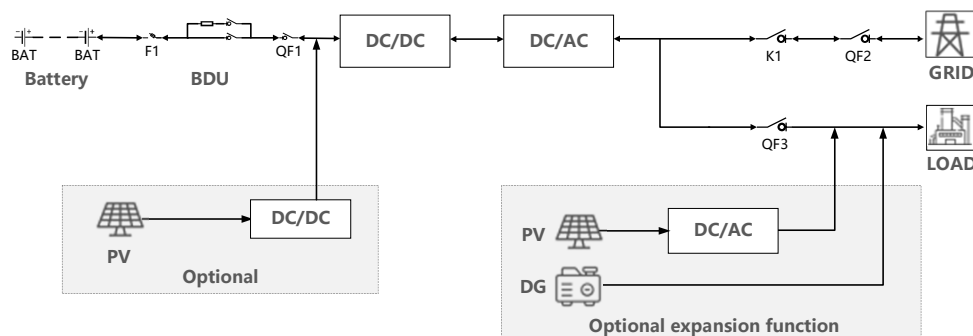 BAT
BAT
Battery
F1
BDU
QF1
DC/DC
DC/AC
K1
QF2
GRID
QF3
LOAD
PV
DC/DC
Optional
PV
DC/AC
DG
Optional expansion function